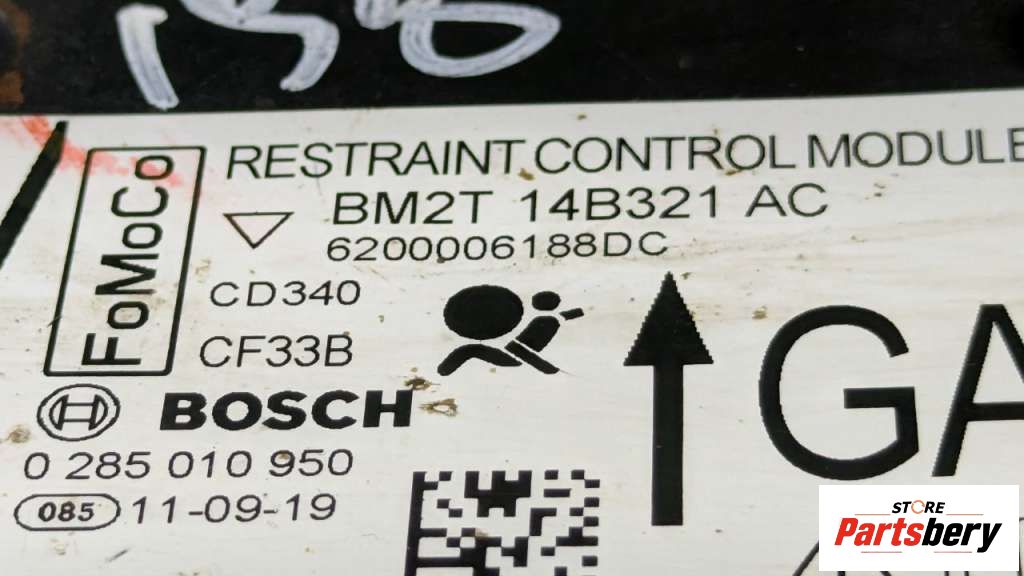 RESTRAINT CONTROL MODULE
BM2T 14B321 AC
6200006188DC
FoMoCo
CD340
CF33B
GA
BOSCH
0 285 010 950
085 11-09-19
STORE
Partsbery